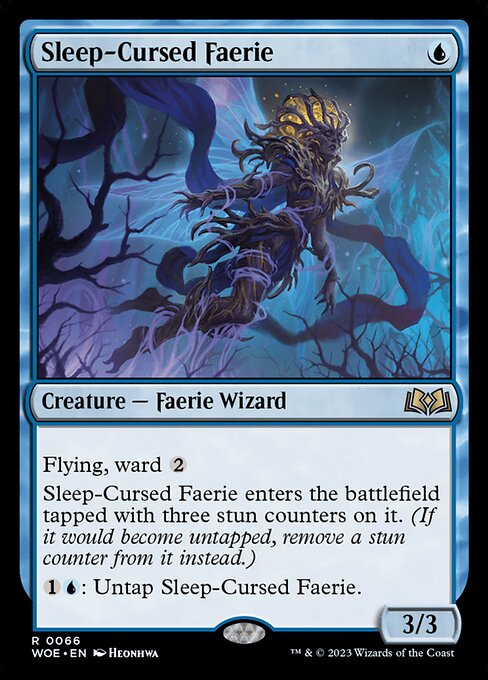 Sleep-Cursed Faerie
Creature — Faerie Wizard
Flying, ward 2
Sleep-Cursed Faerie enters the battlefield
tapped with three stun counters on it. (If
it would become untapped, remove a stun
counter from it instead.)
1: Untap Sleep-Cursed Faerie.
3/3
R 0066
WOE • EN Heonhwa
™ & © 2023 Wizards of the Coast